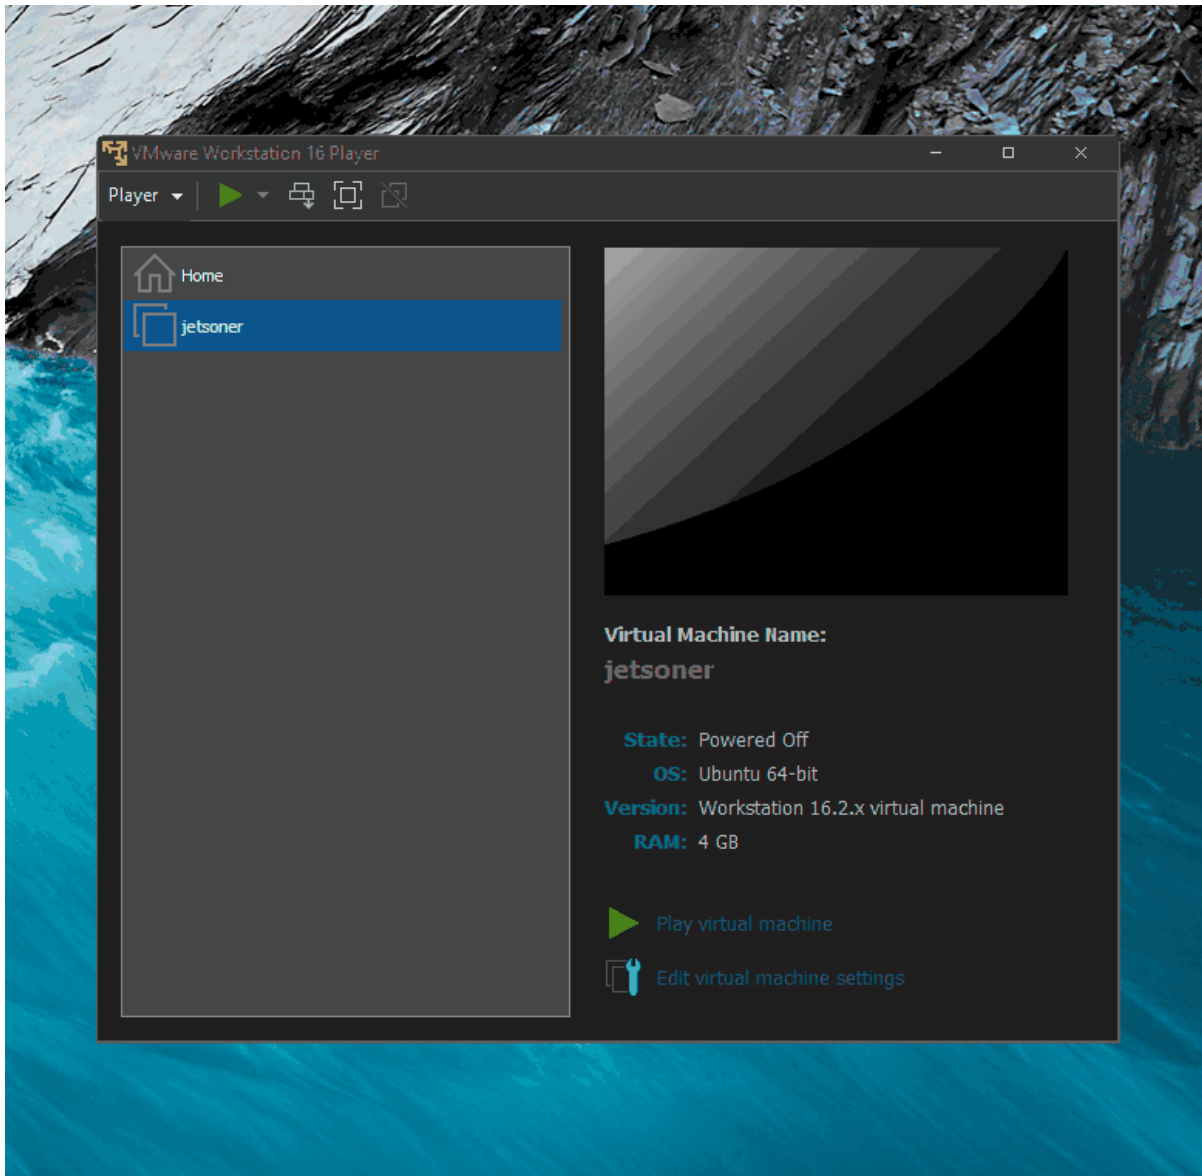 VMware Workstation 16 Player
Player
Home
jetsoner
Virtual Machine Name:
jetsoner
State: Powered Off
OS: Ubuntu 64-bit
Version: Workstation 16.2.x virtual machine
RAM: 4 GB
Play virtual machine
Edit virtual machine settings